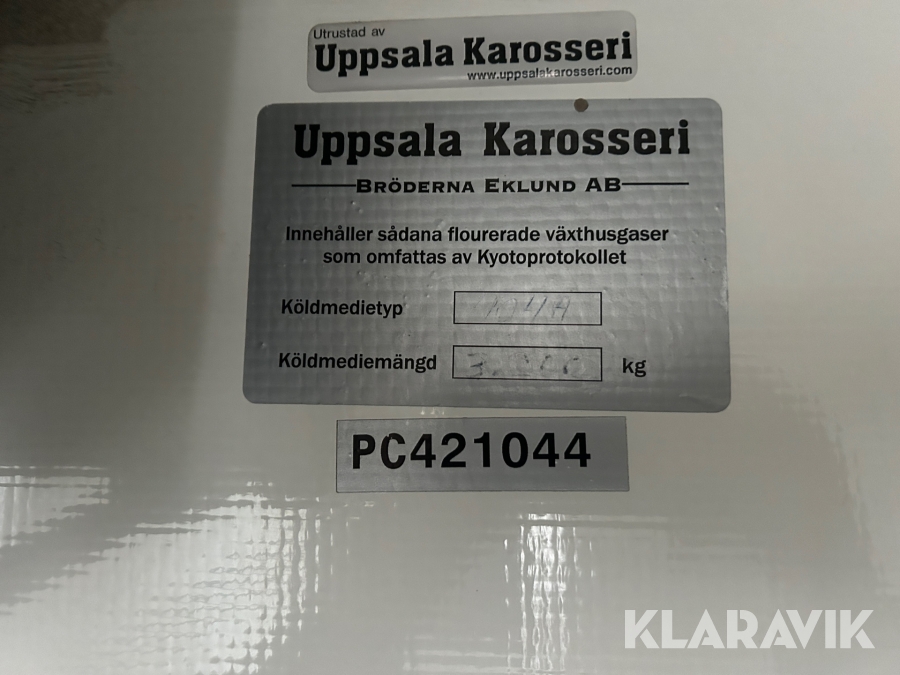 Utrustad av
Uppsala Karosseri
www.uppsalakarosseri.com
Uppsala Karosseri
BRÖDERNA EKLUND AB
Innehåller sådana flourerade växthusgaser
som omfattas av Kyotoprotokollet
Köldmedietyp
Köldmediemängd kg
PC421044
KLARAVIK